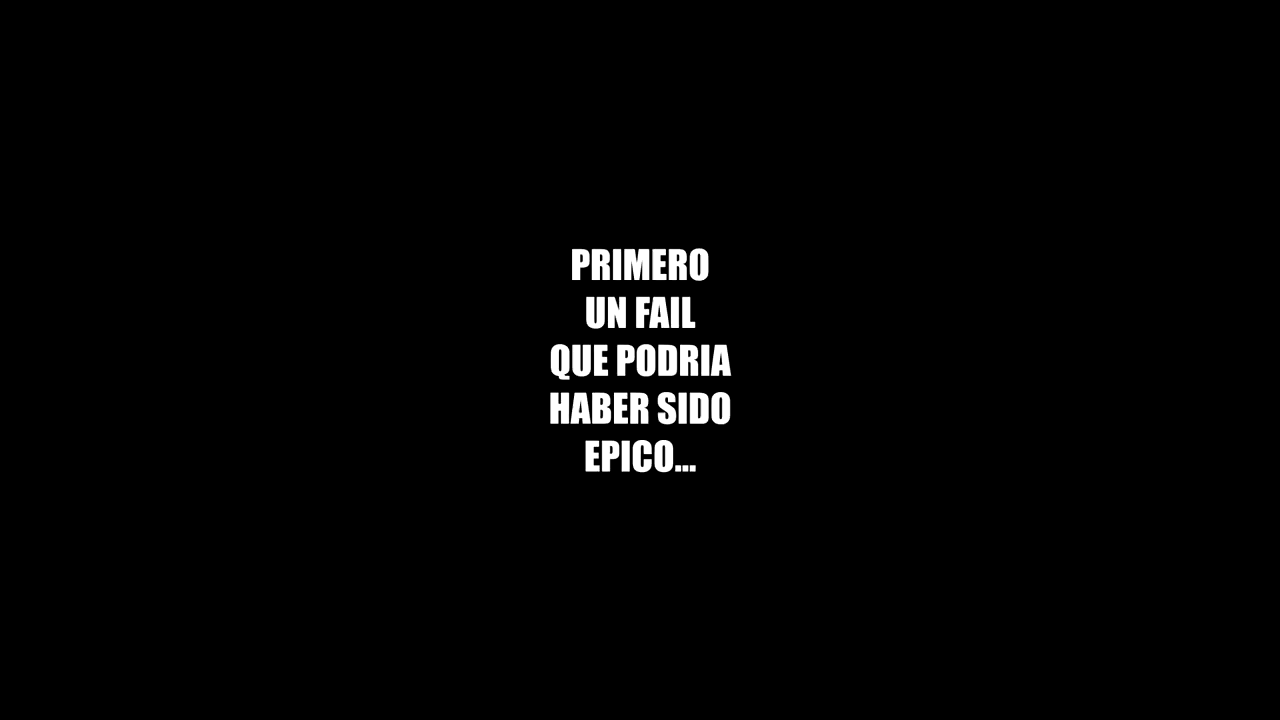 PRIMERO
UN FAIL
QUE PODRIA
HABER SIDO
EPICO...